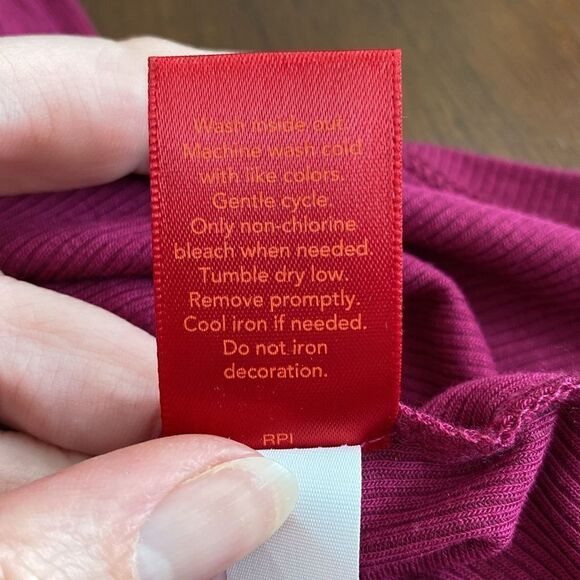 Wash inside out.
Machine wash cold
with like colors.
Gentle cycle.
Only non-chlorine
bleach when needed.
Tumble dry low.
Remove promptly.
Cool iron if needed.
Do not iron
decoration.
RPI